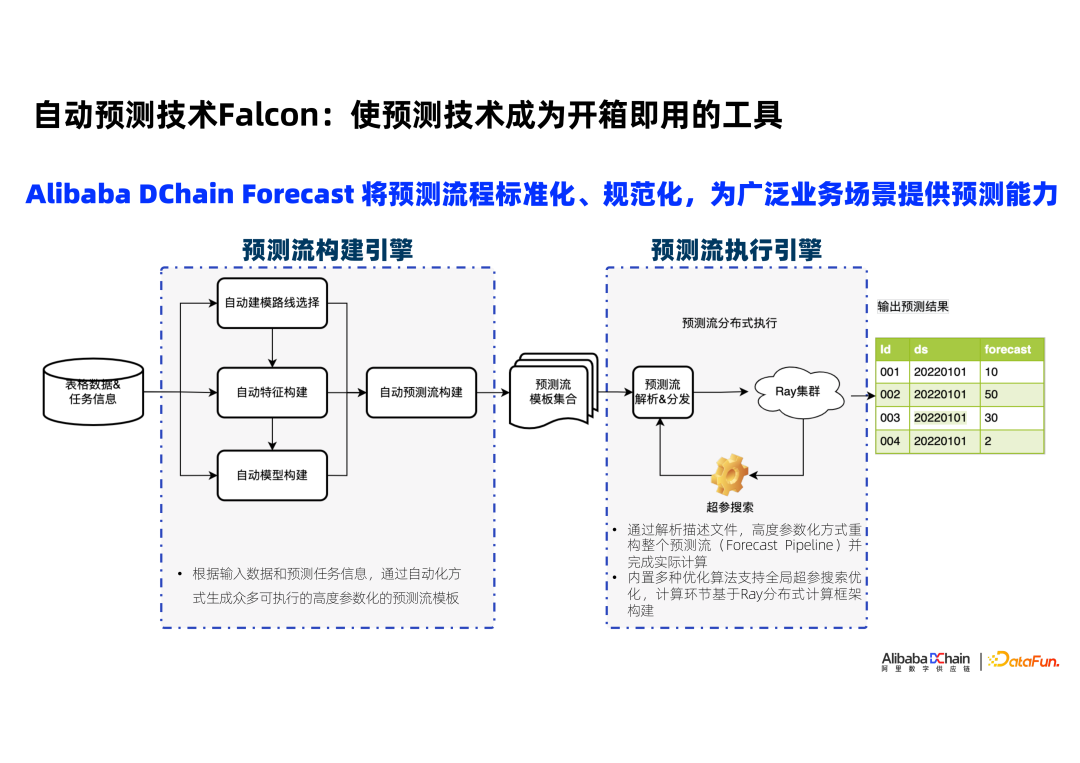 自动预测技术Falcon：使预测技术成为开箱即用的工具
Alibaba DChain Forecast 将预测流程标准化、规范化，为广泛业务场景提供预测能力
预测流构建引擎
表格数据&
任务信息
自动建模路线选择
自动特征构建
自动模型构建
自动预测流构建
• 根据输入数据和预测任务信息，通过自动化方
式生成众多可执行的高度参数化的预测流模板
预测流
模板集合
预测流执行引擎
预测流分布式执行
预测流
解析&分发
Ray集群
超参搜索
• 通过解析描述文件，高度参数化方式重
构整个预测流（Forecast Pipeline）并
完成实际计算
• 内置多种优化算法支持全局超参搜索优
化，计算环节基于Ray分布式计算框架
构建
输出预测结果
Id ds forecast
001 20220101 10
002 20220101 50
003 20220101 30
004 20220101 2
Alibaba DChain | DataFun.
阿里数字供应链